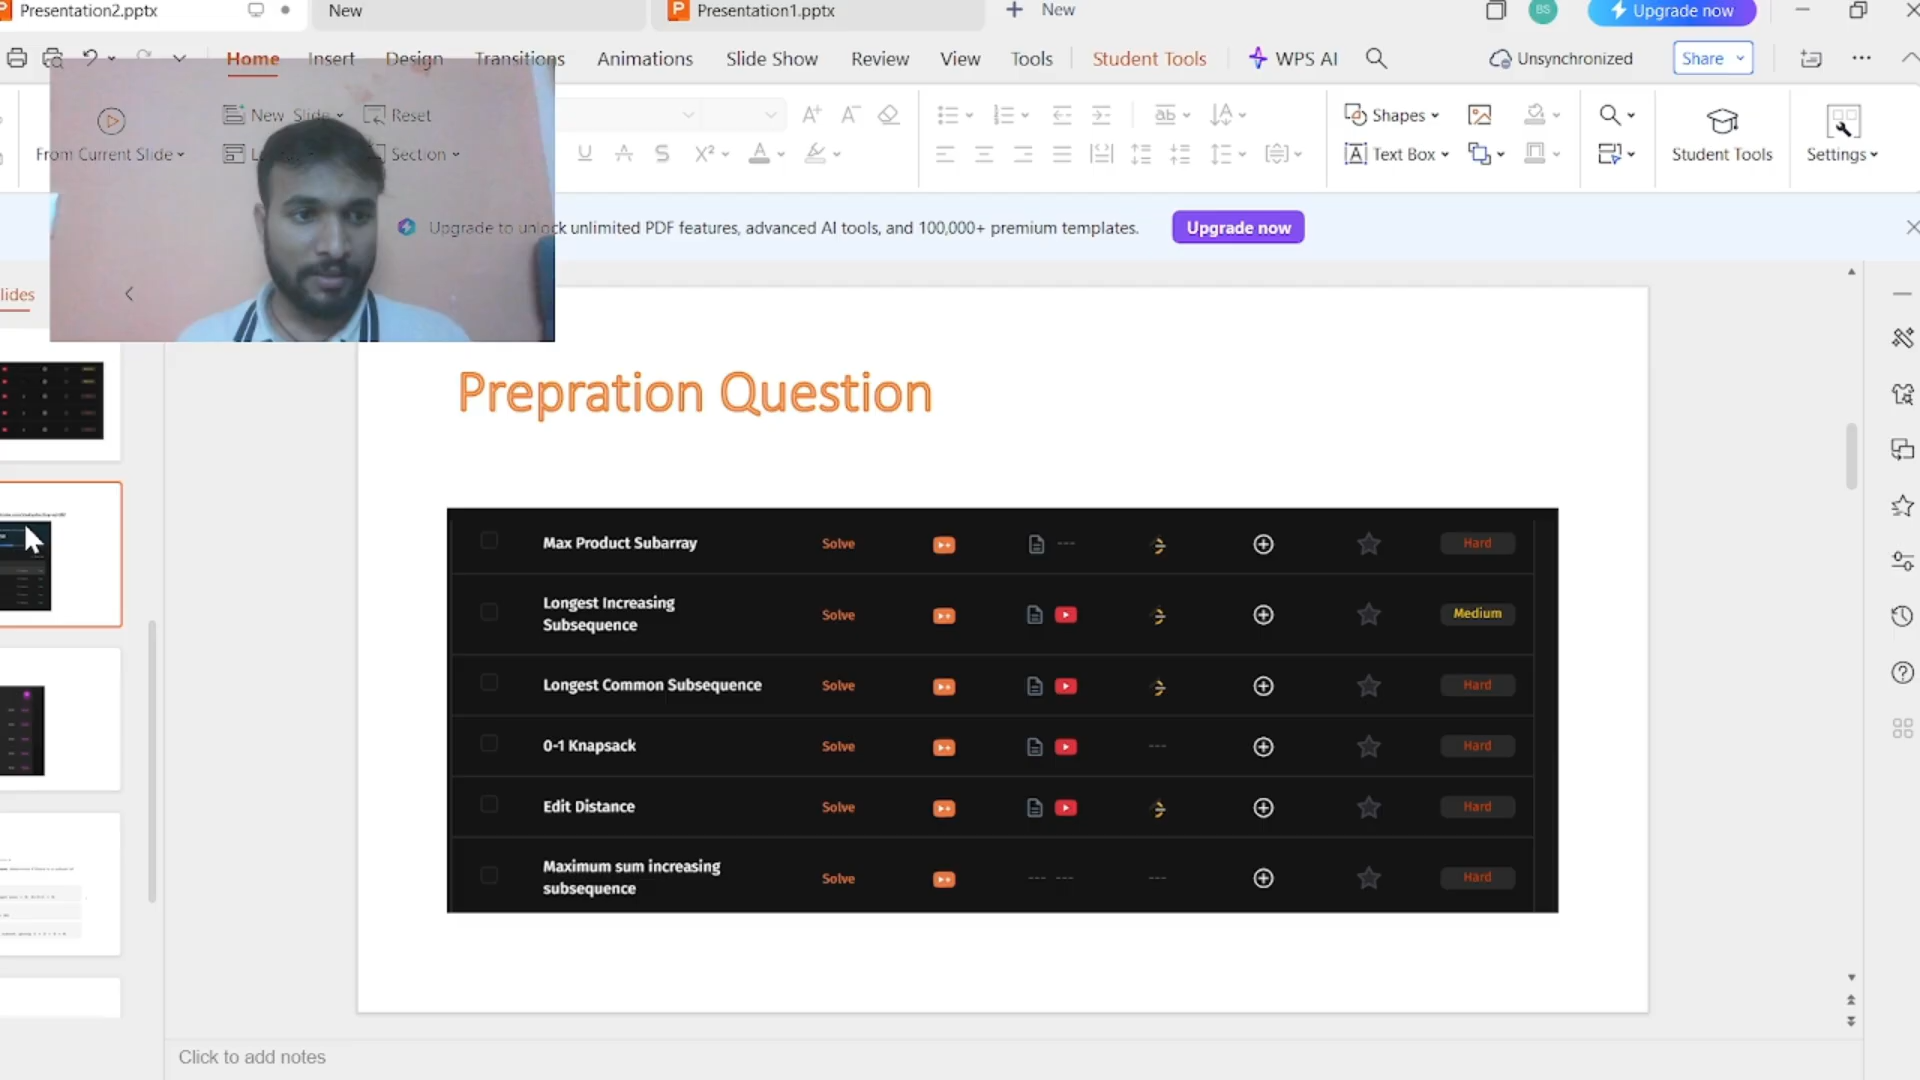 Presentation2.pptx
New
Presentation1.pptx
New
BS
Upgrade now
Home
Insert
Design
Transitions
Animations
Slide Show
Review
View
Tools
Student Tools
WPS AI
Unsynchronized
Share
New Slide
Reset
From Current Slide
Section
Shapes
Text Box
Student Tools
Settings
Upgrade to unlock unlimited PDF features, advanced AI tools, and 100,000+ premium templates.
Upgrade now
lides
Prepration Question
Max Product Subarray Solve --- Hard
Longest Increasing
Subsequence
Solve Medium
Longest Common Subsequence Solve Hard
0-1 Knapsack Solve --- Hard
Edit Distance Solve Hard
Maximum sum increasing
subsequence
Solve --- --- --- Hard
Click to add notes